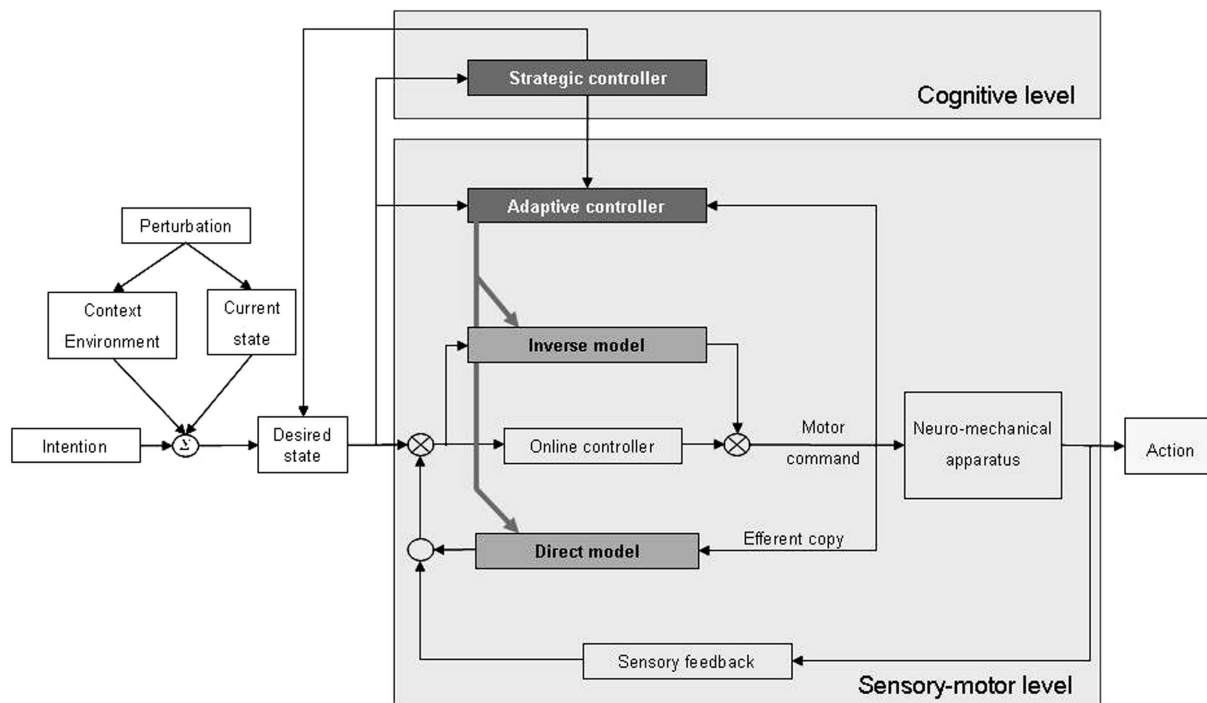 Strategic controller
Cognitive level
Adaptive controller
Perturbation
Context
Environment
Current
state
Inverse model
Intention
Σ
Desired
state
Online controller
Motor
command
Neuro-mechanical
apparatus
Action
Direct model
Efferent copy
Sensory feedback
Sensory-motor level